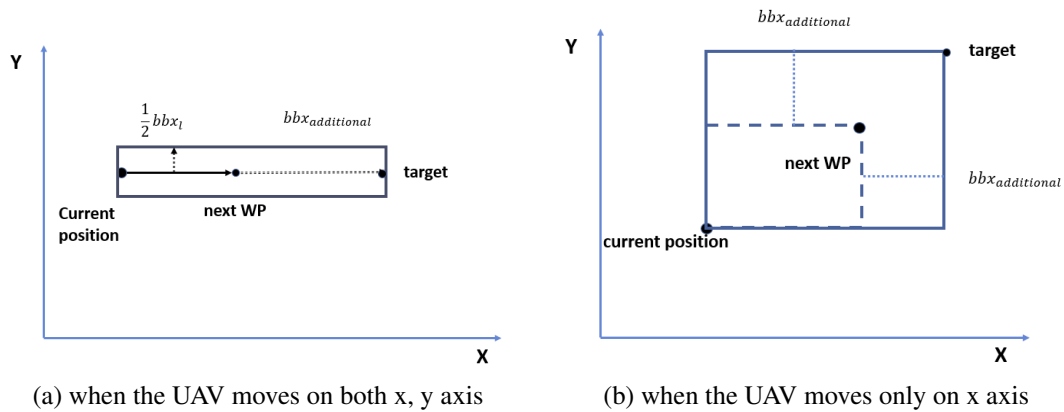 Y
1/2 bbx_l
bbx_additional
target
Current
position
next WP
X
(a) when the UAV moves on both x, y axis
bbx_additional
Y
target
next WP
bbx_additional
current position
X
(b) when the UAV moves only on x axis